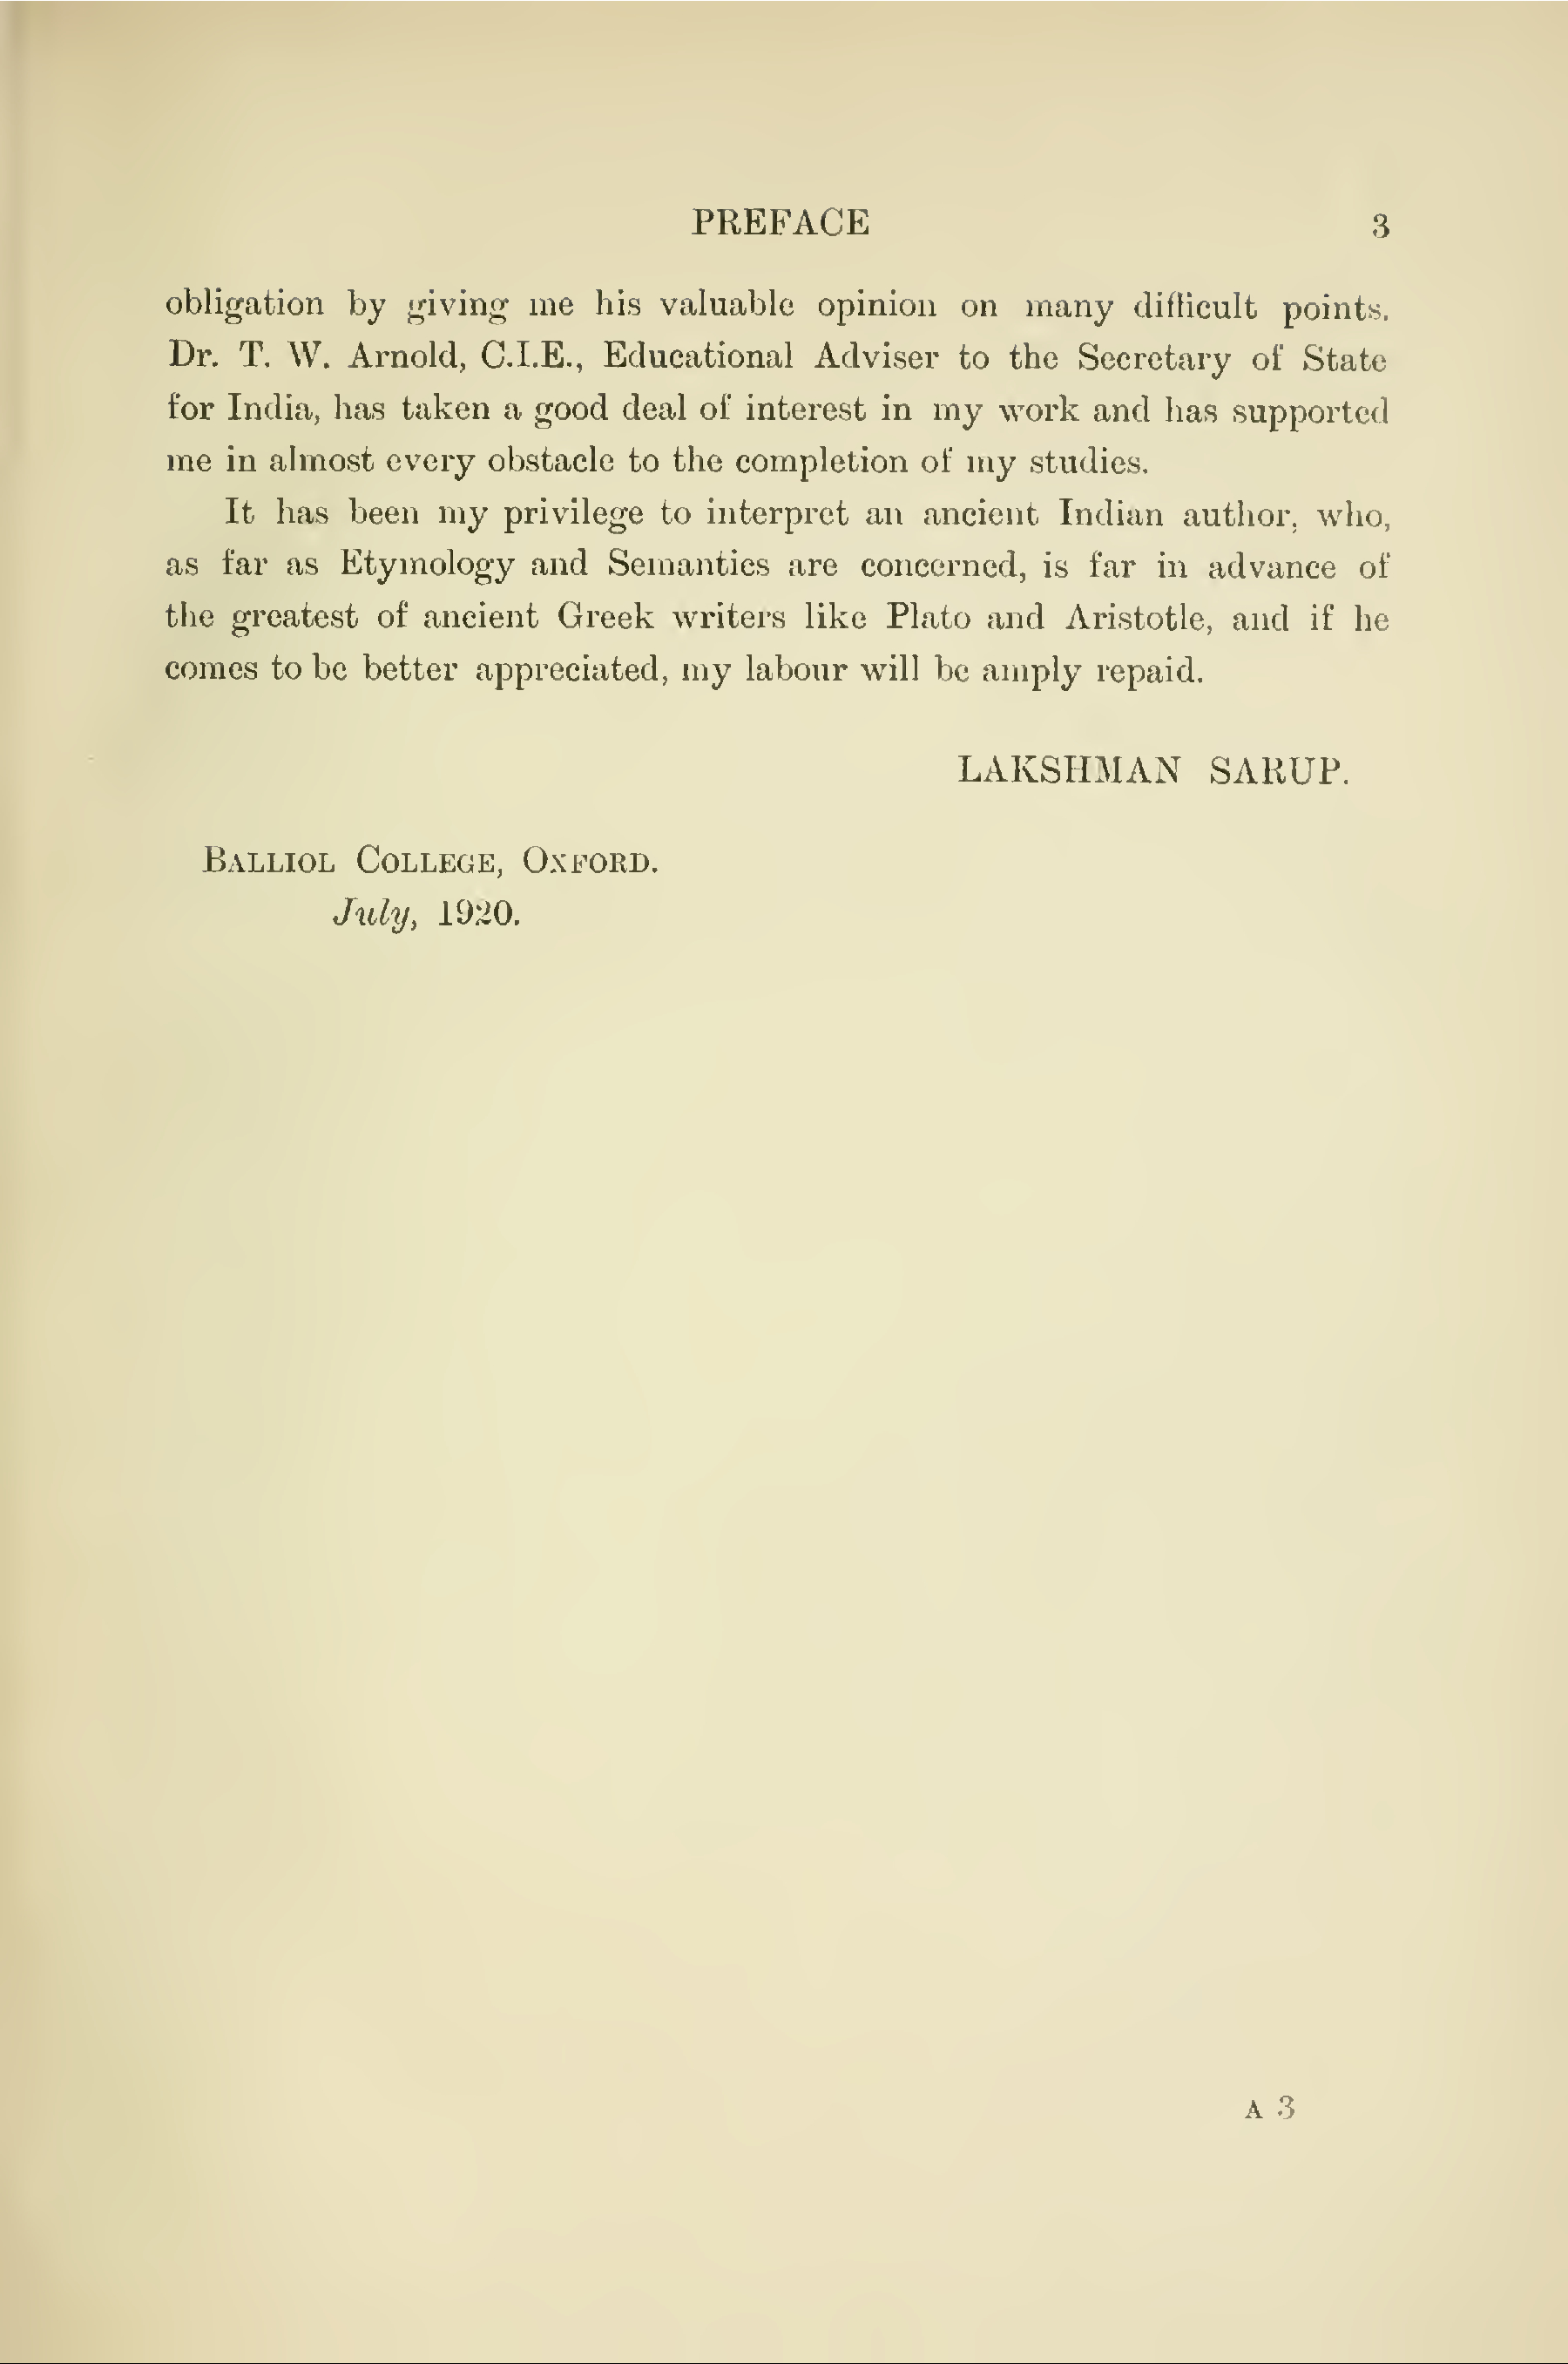 PREFACE 3
obligation by giving me his valuable opinion on many difficult points.
Dr. T. W. Arnold, C.I.E., Educational Adviser to the Secretary of State
for India, has taken a good deal of interest in my work and has supported
me in almost every obstacle to the completion of my studies.
It has been my privilege to interpret an ancient Indian author, who,
as far as Etymology and Semantics are concerned, is far in advance of
the greatest of ancient Greek writers like Plato and Aristotle, and if he
comes to be better appreciated, my labour will be amply repaid.
LAKSHMAN SARUP.
BALLIOL COLLEGE, OXFORD.
July, 1920.
A 3